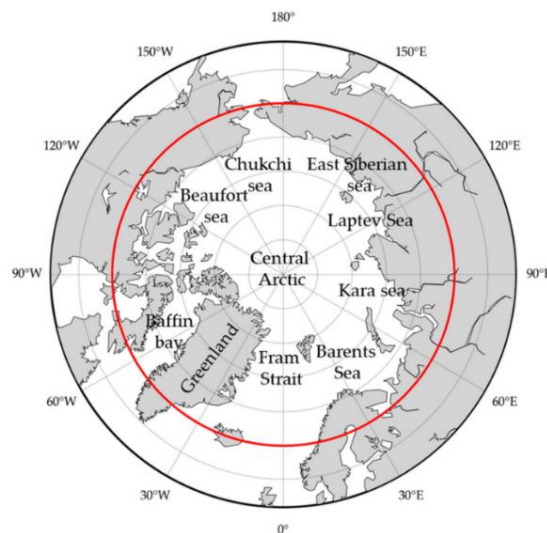 180°
150°W
150°E
120°W
120°E
Chukchi
sea
East Siberian
sea
Beaufort
sea
Laptev Sea
Central
Arctic
90°W
90°E
Kara sea
Baffin
bay
Greenland
Fram
Strait
Barents
Sea
60°W
60°E
30°W
30°E
0°